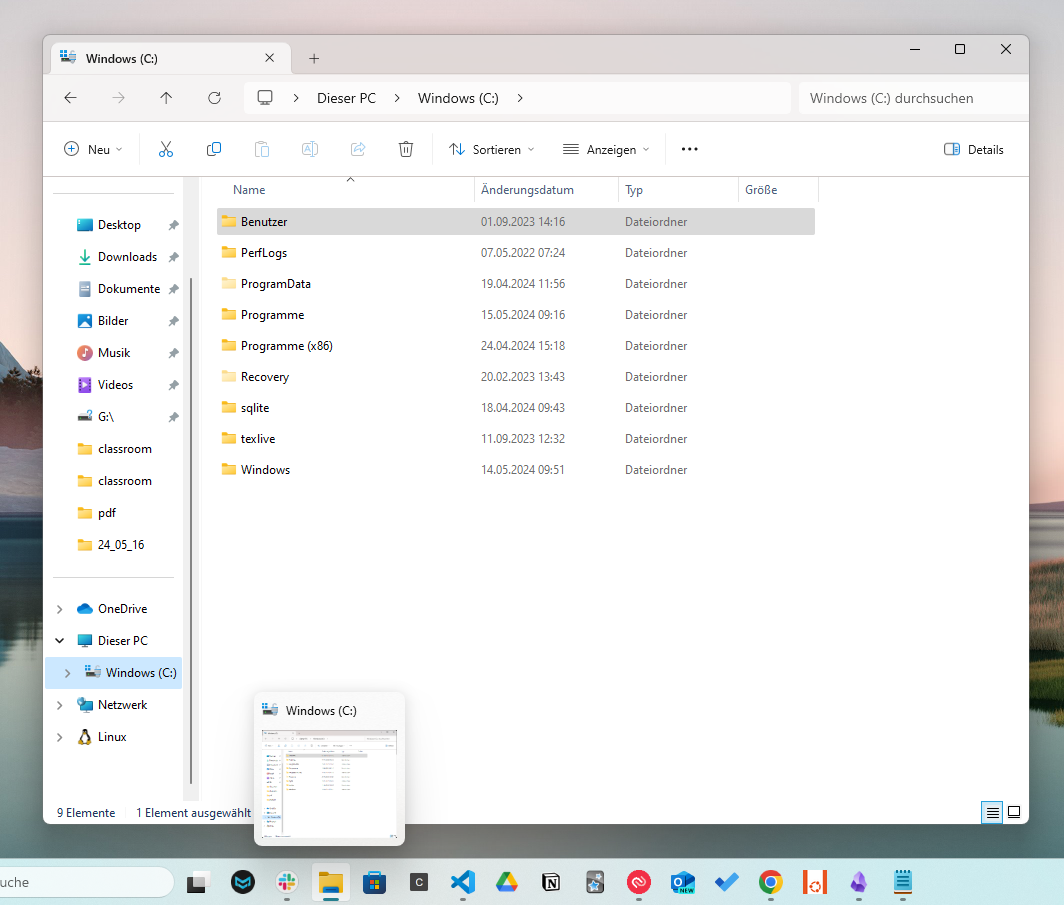 Windows (C:)
Dieser PC
Windows (C:)
Windows (C:) durchsuchen
Neu
Sortieren
Anzeigen
Details
Name
Änderungsdatum
Typ
Größe
Desktop
Downloads
Dokumente
Bilder
Musik
Videos
G:\
classroom
classroom
pdf
24_05_16
OneDrive
Dieser PC
Windows (C:)
Netzwerk
Linux
Benutzer 01.09.2023 14:16 Dateiordner
PerfLogs 07.05.2022 07:24 Dateiordner
ProgramData 19.04.2024 11:56 Dateiordner
Programme 15.05.2024 09:16 Dateiordner
Programme (x86) 24.04.2024 15:18 Dateiordner
Recovery 20.02.2023 13:43 Dateiordner
sqlite 18.04.2024 09:43 Dateiordner
texlive 11.09.2023 12:32 Dateiordner
Windows 14.05.2024 09:51 Dateiordner
Windows (C:)
9 Elemente
1 Element ausgewählt
uche
C
N
NEW